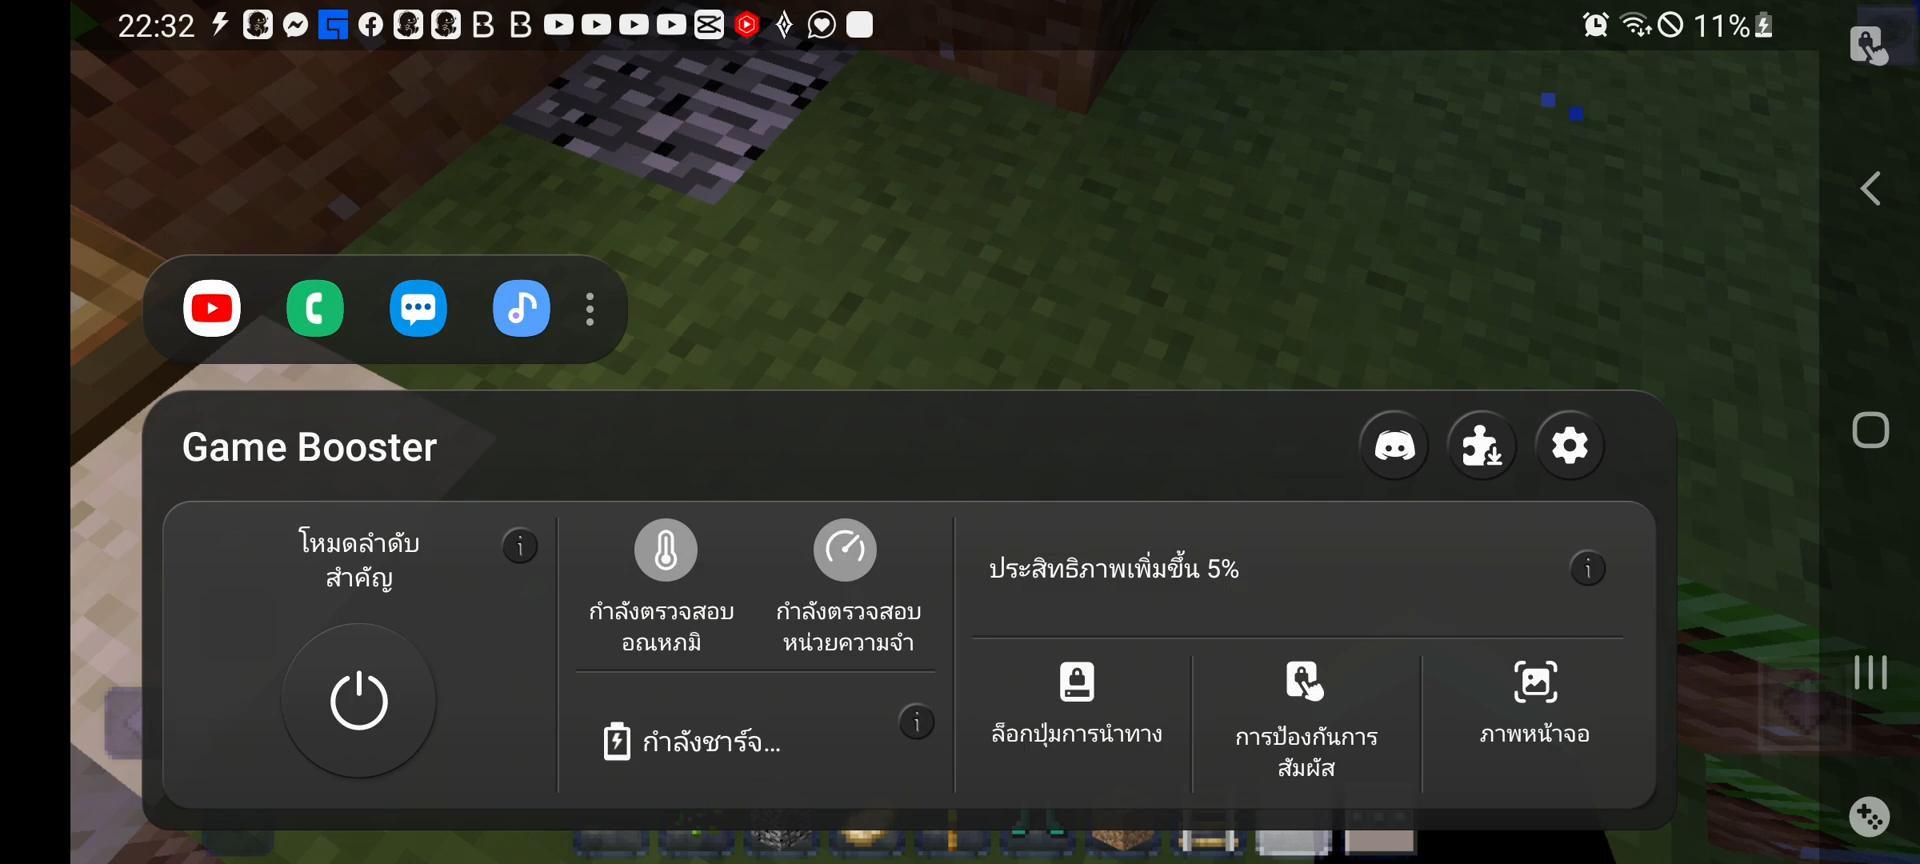 22:32
11%
Game Booster
โหมดลำดับ
สำคัญ
กำลังตรวจสอบ
อุณหภูมิ
กำลังตรวจสอบ
หน่วยความจำ
กำลังชาร์จ...
ประสิทธิภาพเพิ่มขึ้น 5%
ล็อกปุ่มการนำทาง
การป้องกันการ
สัมผัส
ภาพหน้าจอ